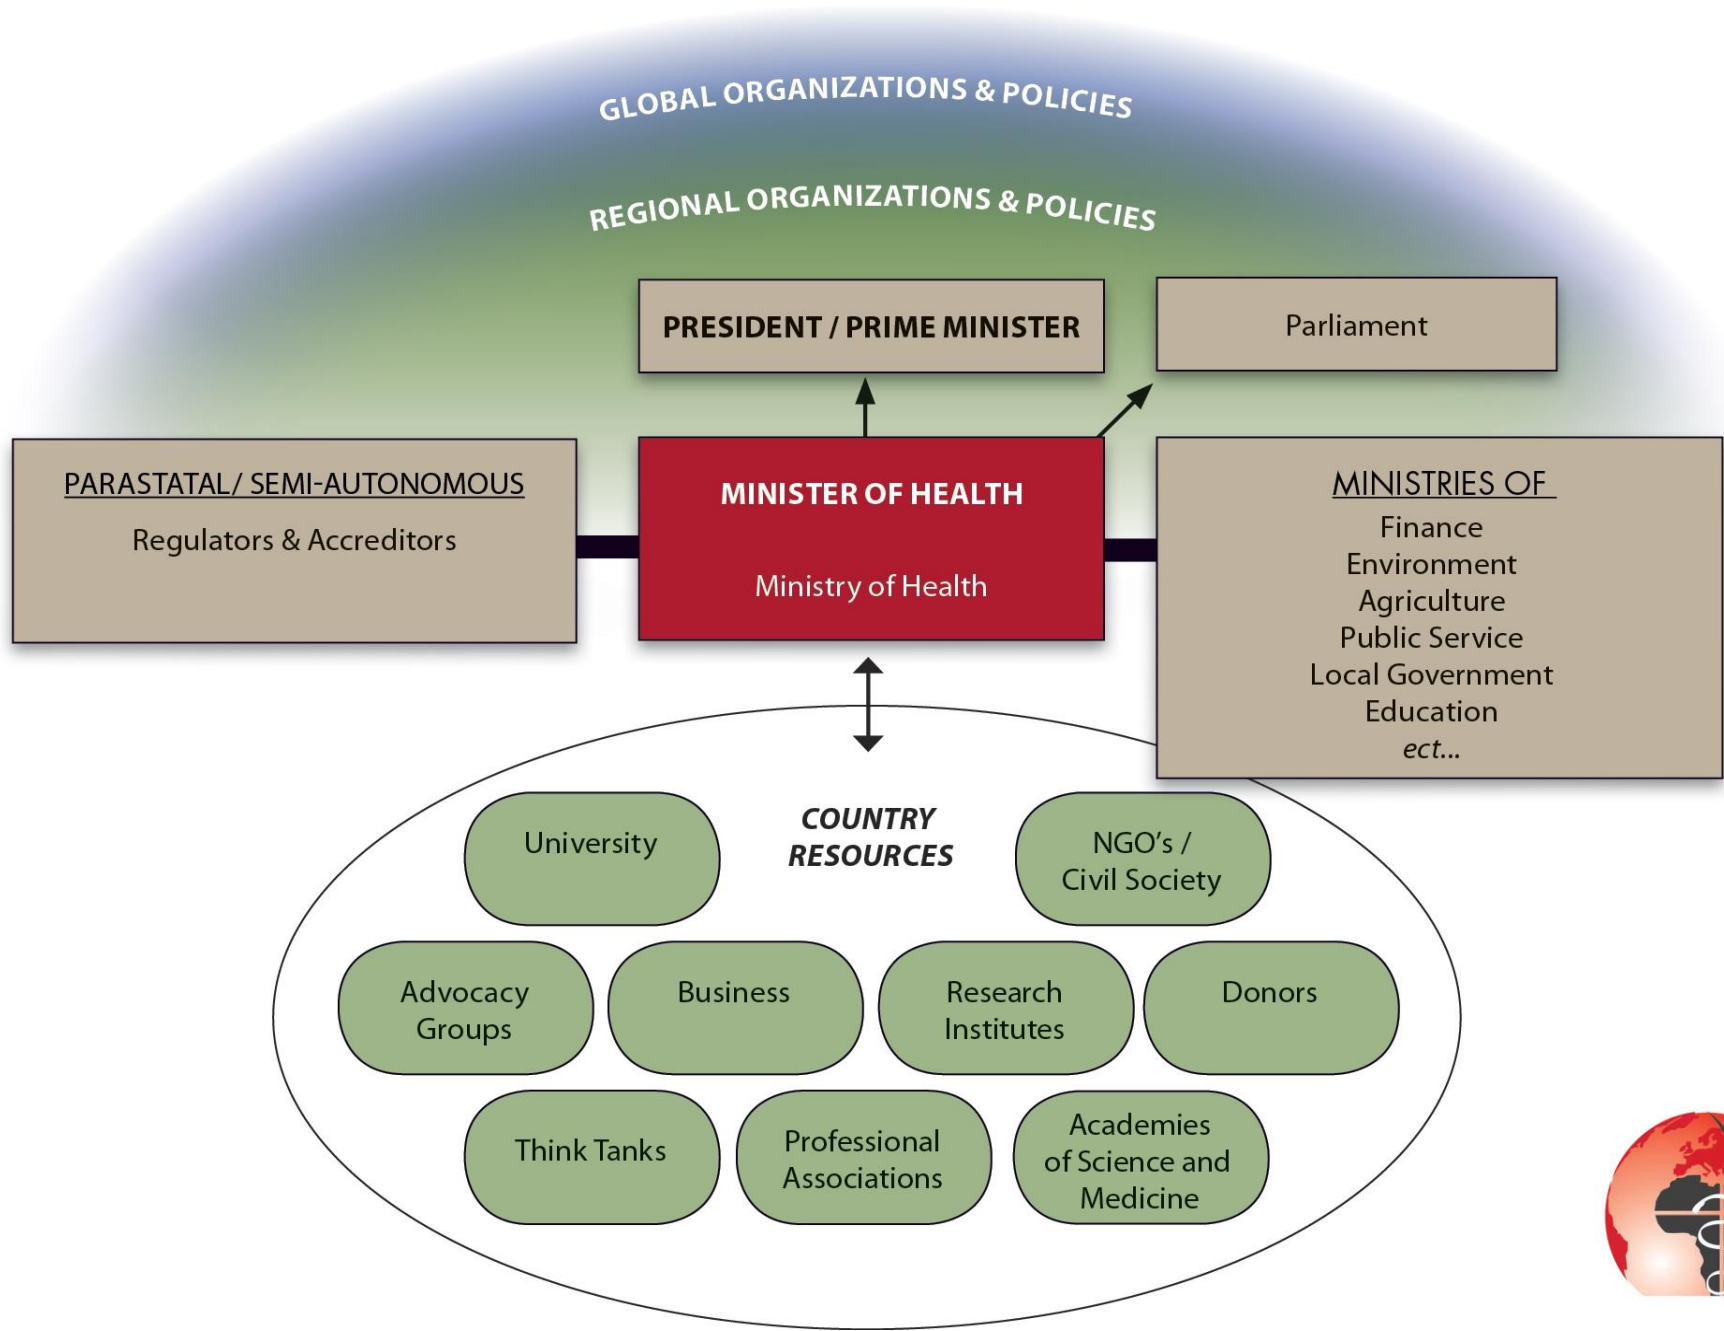 GLOBAL ORGANIZATIONS & POLICIES
REGIONAL ORGANIZATIONS & POLICIES
PRESIDENT / PRIME MINISTER
Parliament
PARASTATAL/ SEMI-AUTONOMOUS
Regulators & Accreditors
MINISTER OF HEALTH
Ministry of Health
MINISTRIES OF
Finance
Environment
Agriculture
Public Service
Local Government
Education
ect...
COUNTRY
RESOURCES
University
NGO's /
Civil Society
Advocacy
Groups
Business
Research
Institutes
Donors
Think Tanks
Professional
Associations
Academies
of Science and
Medicine